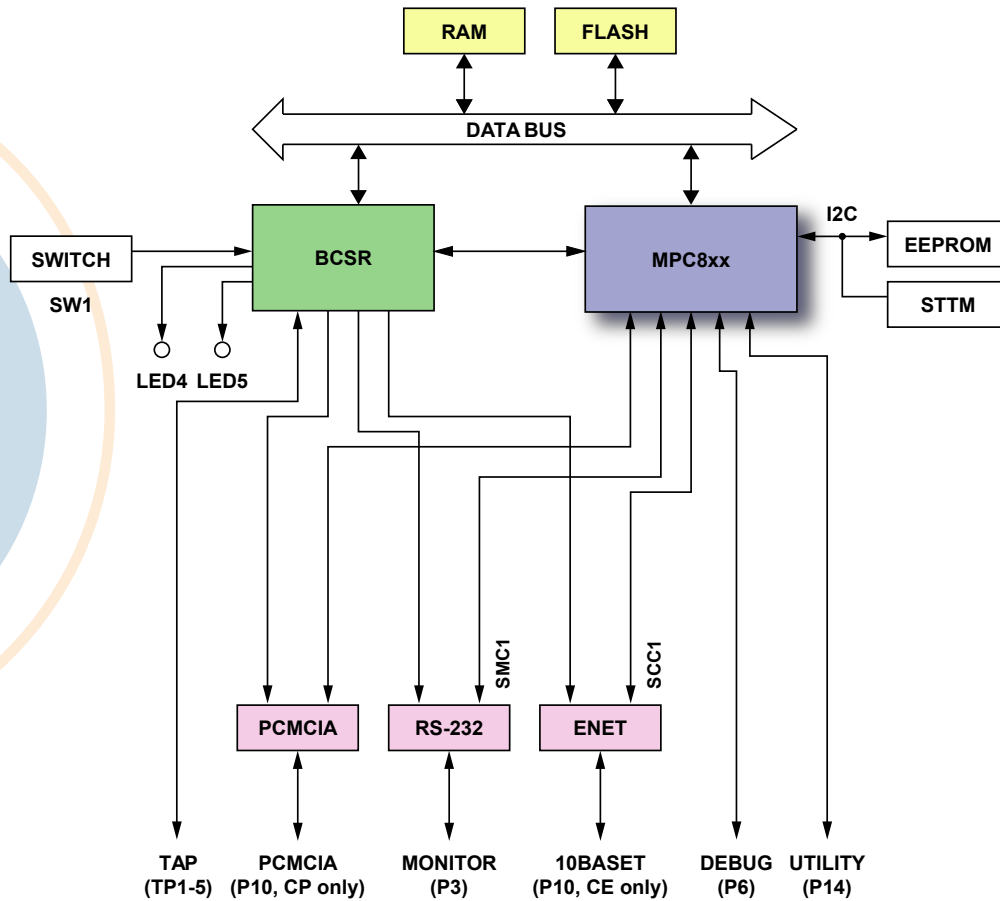 RAM
FLASH
DATA BUS
SWITCH
SW1
BCSR
MPC8xx
I2C
EEPROM
STTM
LED4
LED5
SMC1
SCC1
PCMCIA
RS-232
ENET
TAP
(TP1-5)
PCMCIA
(P10, CP only)
MONITOR
(P3)
10BASET
(P10, CE only)
DEBUG
(P6)
UTILITY
(P14)